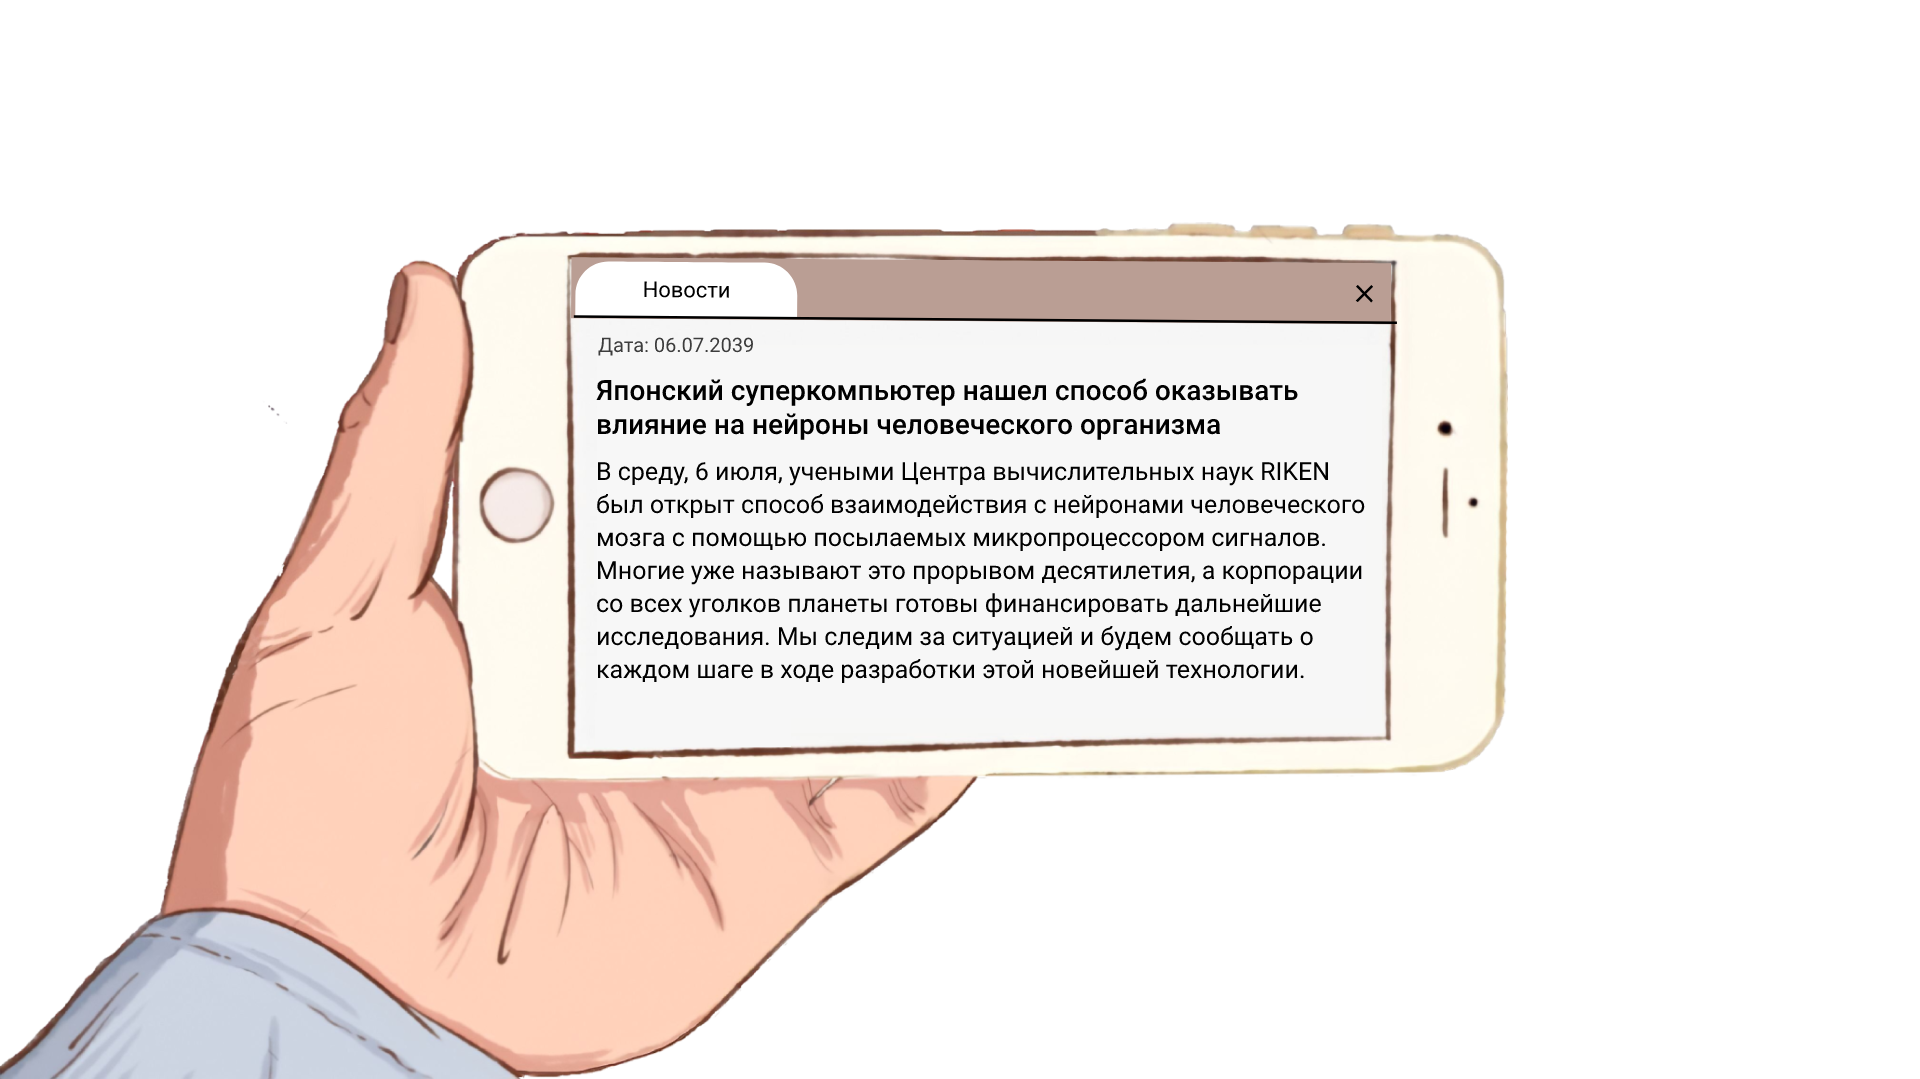 Новости
Дата: 06.07.2039
Японский суперкомпьютер нашел способ оказывать
влияние на нейроны человеческого организма
В среду, 6 июля, учеными Центра вычислительных наук RIKEN
был открыт способ взаимодействия с нейронами человеческого
мозга с помощью посылаемых микропроцессором сигналов.
Многие уже называют это прорывом десятилетия, а корпорации
со всех уголков планеты готовы финансировать дальнейшие
исследования. Мы следим за ситуацией и будем сообщать о
каждом шаге в ходе разработки этой новейшей технологии.